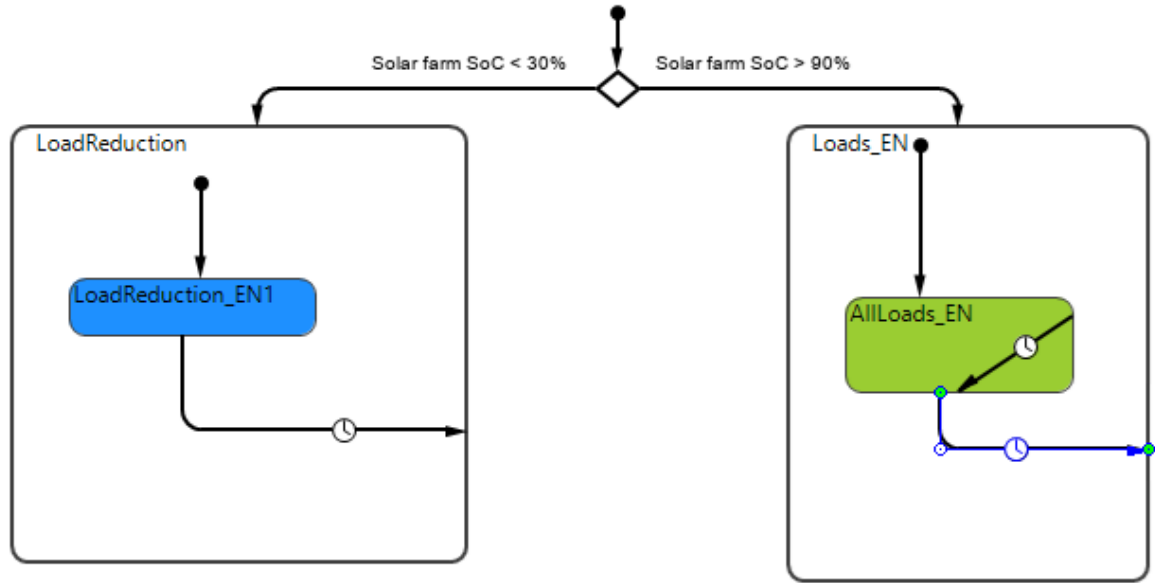 Solar farm SoC < 30%
Solar farm SoC > 90%
LoadReduction
Loads_EN
LoadReduction_EN1
AllLoads_EN